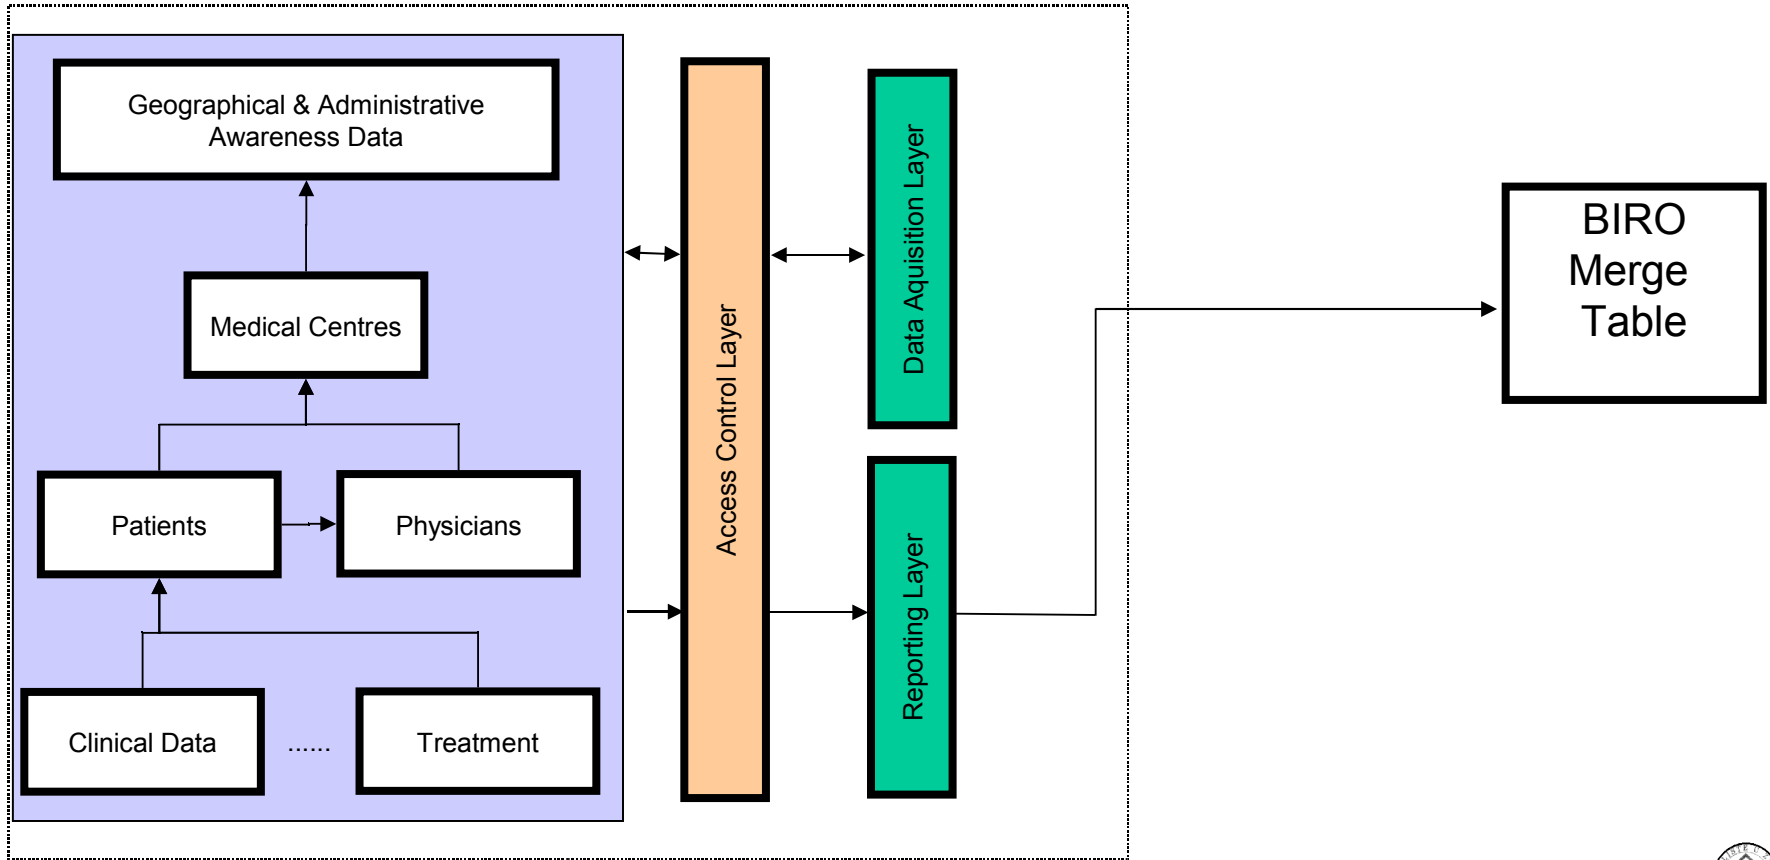 Geographical & Administrative
Awareness Data
Medical Centres
Patients
Physicians
Clinical Data
......
Treatment
Access Control Layer
Data Aquisition Layer
Reporting Layer
BIRO
Merge
Table